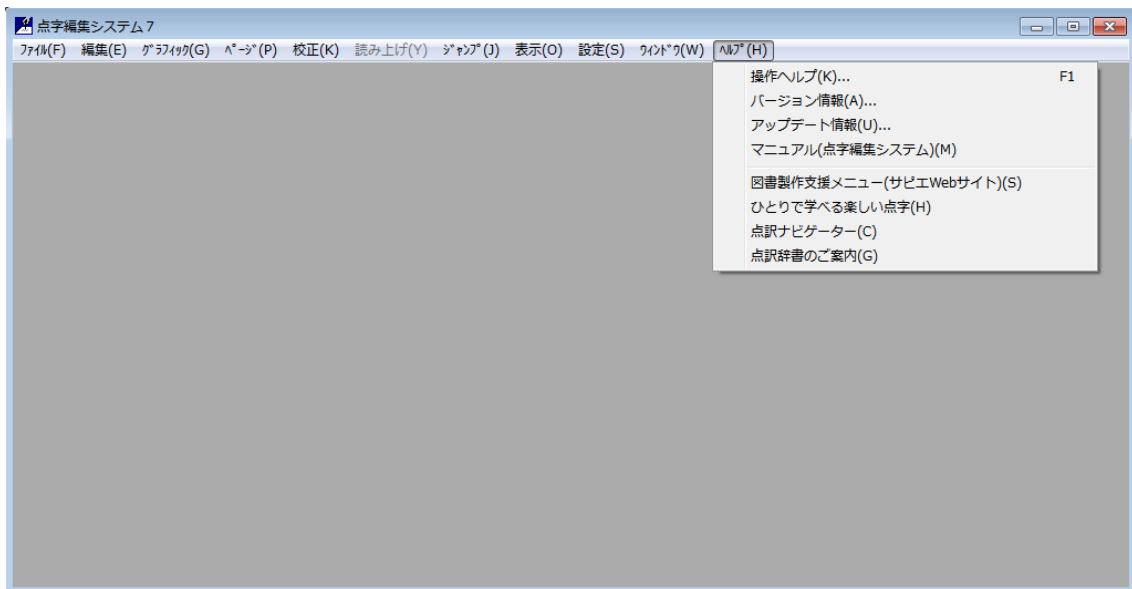 点字編集システム７
ﾌｧｲﾙ(F) 編集(E) ｸﾞﾗﾌｨｯｸ(G) ﾍﾟｰｼﾞ(P) 校正(K) 読み上げ(Y) ｼﾞｬﾝﾌﾟ(J) 表示(O) 設定(S) ｳｨﾝﾄﾞｳ(W) ﾍﾙﾌﾟ(H)
操作ヘルプ(K)... F1
バージョン情報(A)...
アップデート情報(U)...
マニュアル(点字編集システム)(M)
図書製作支援メニュー(サピエWebサイト)(S)
ひとりで学べる楽しい点字(H)
点訳ナビゲーター(C)
点訳辞書のご案内(G)